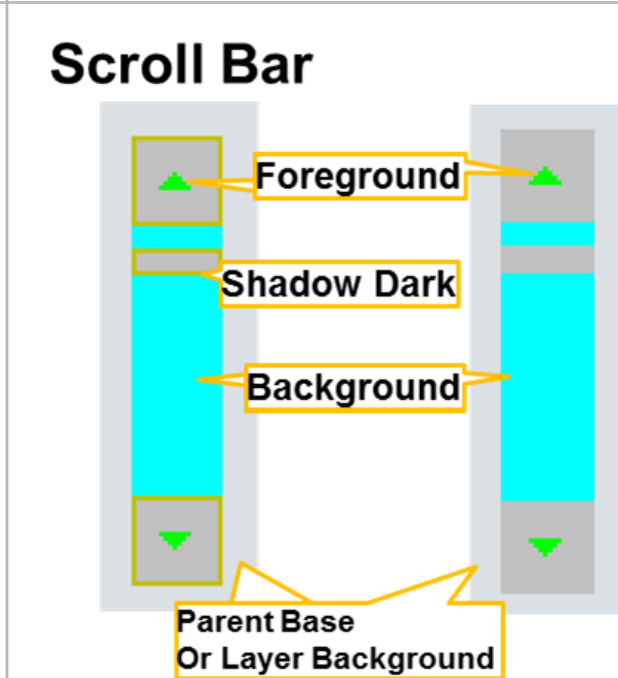 Scroll Bar
Foreground
Shadow Dark
Background
Parent Base
Or Layer Background